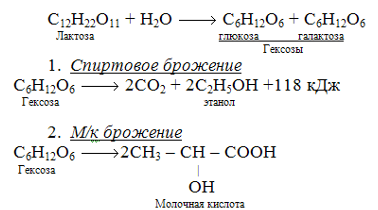 C₁₂H₂₂O₁₁ + H₂O ⟶ C₆H₁₂O₆ + C₆H₁₂O₆
Лактоза глюкоза галактоза
Гексозы
1. Спиртовое брожение
C₆H₁₂O₆ ⟶ 2CO₂ + 2C₂H₅OH +118 кДж
Гексоза этанол
2. М/к брожение
C₆H₁₂O₆ ⟶2CH₃ – CH – COOH
Гексоза |
OH
Молочная кислота